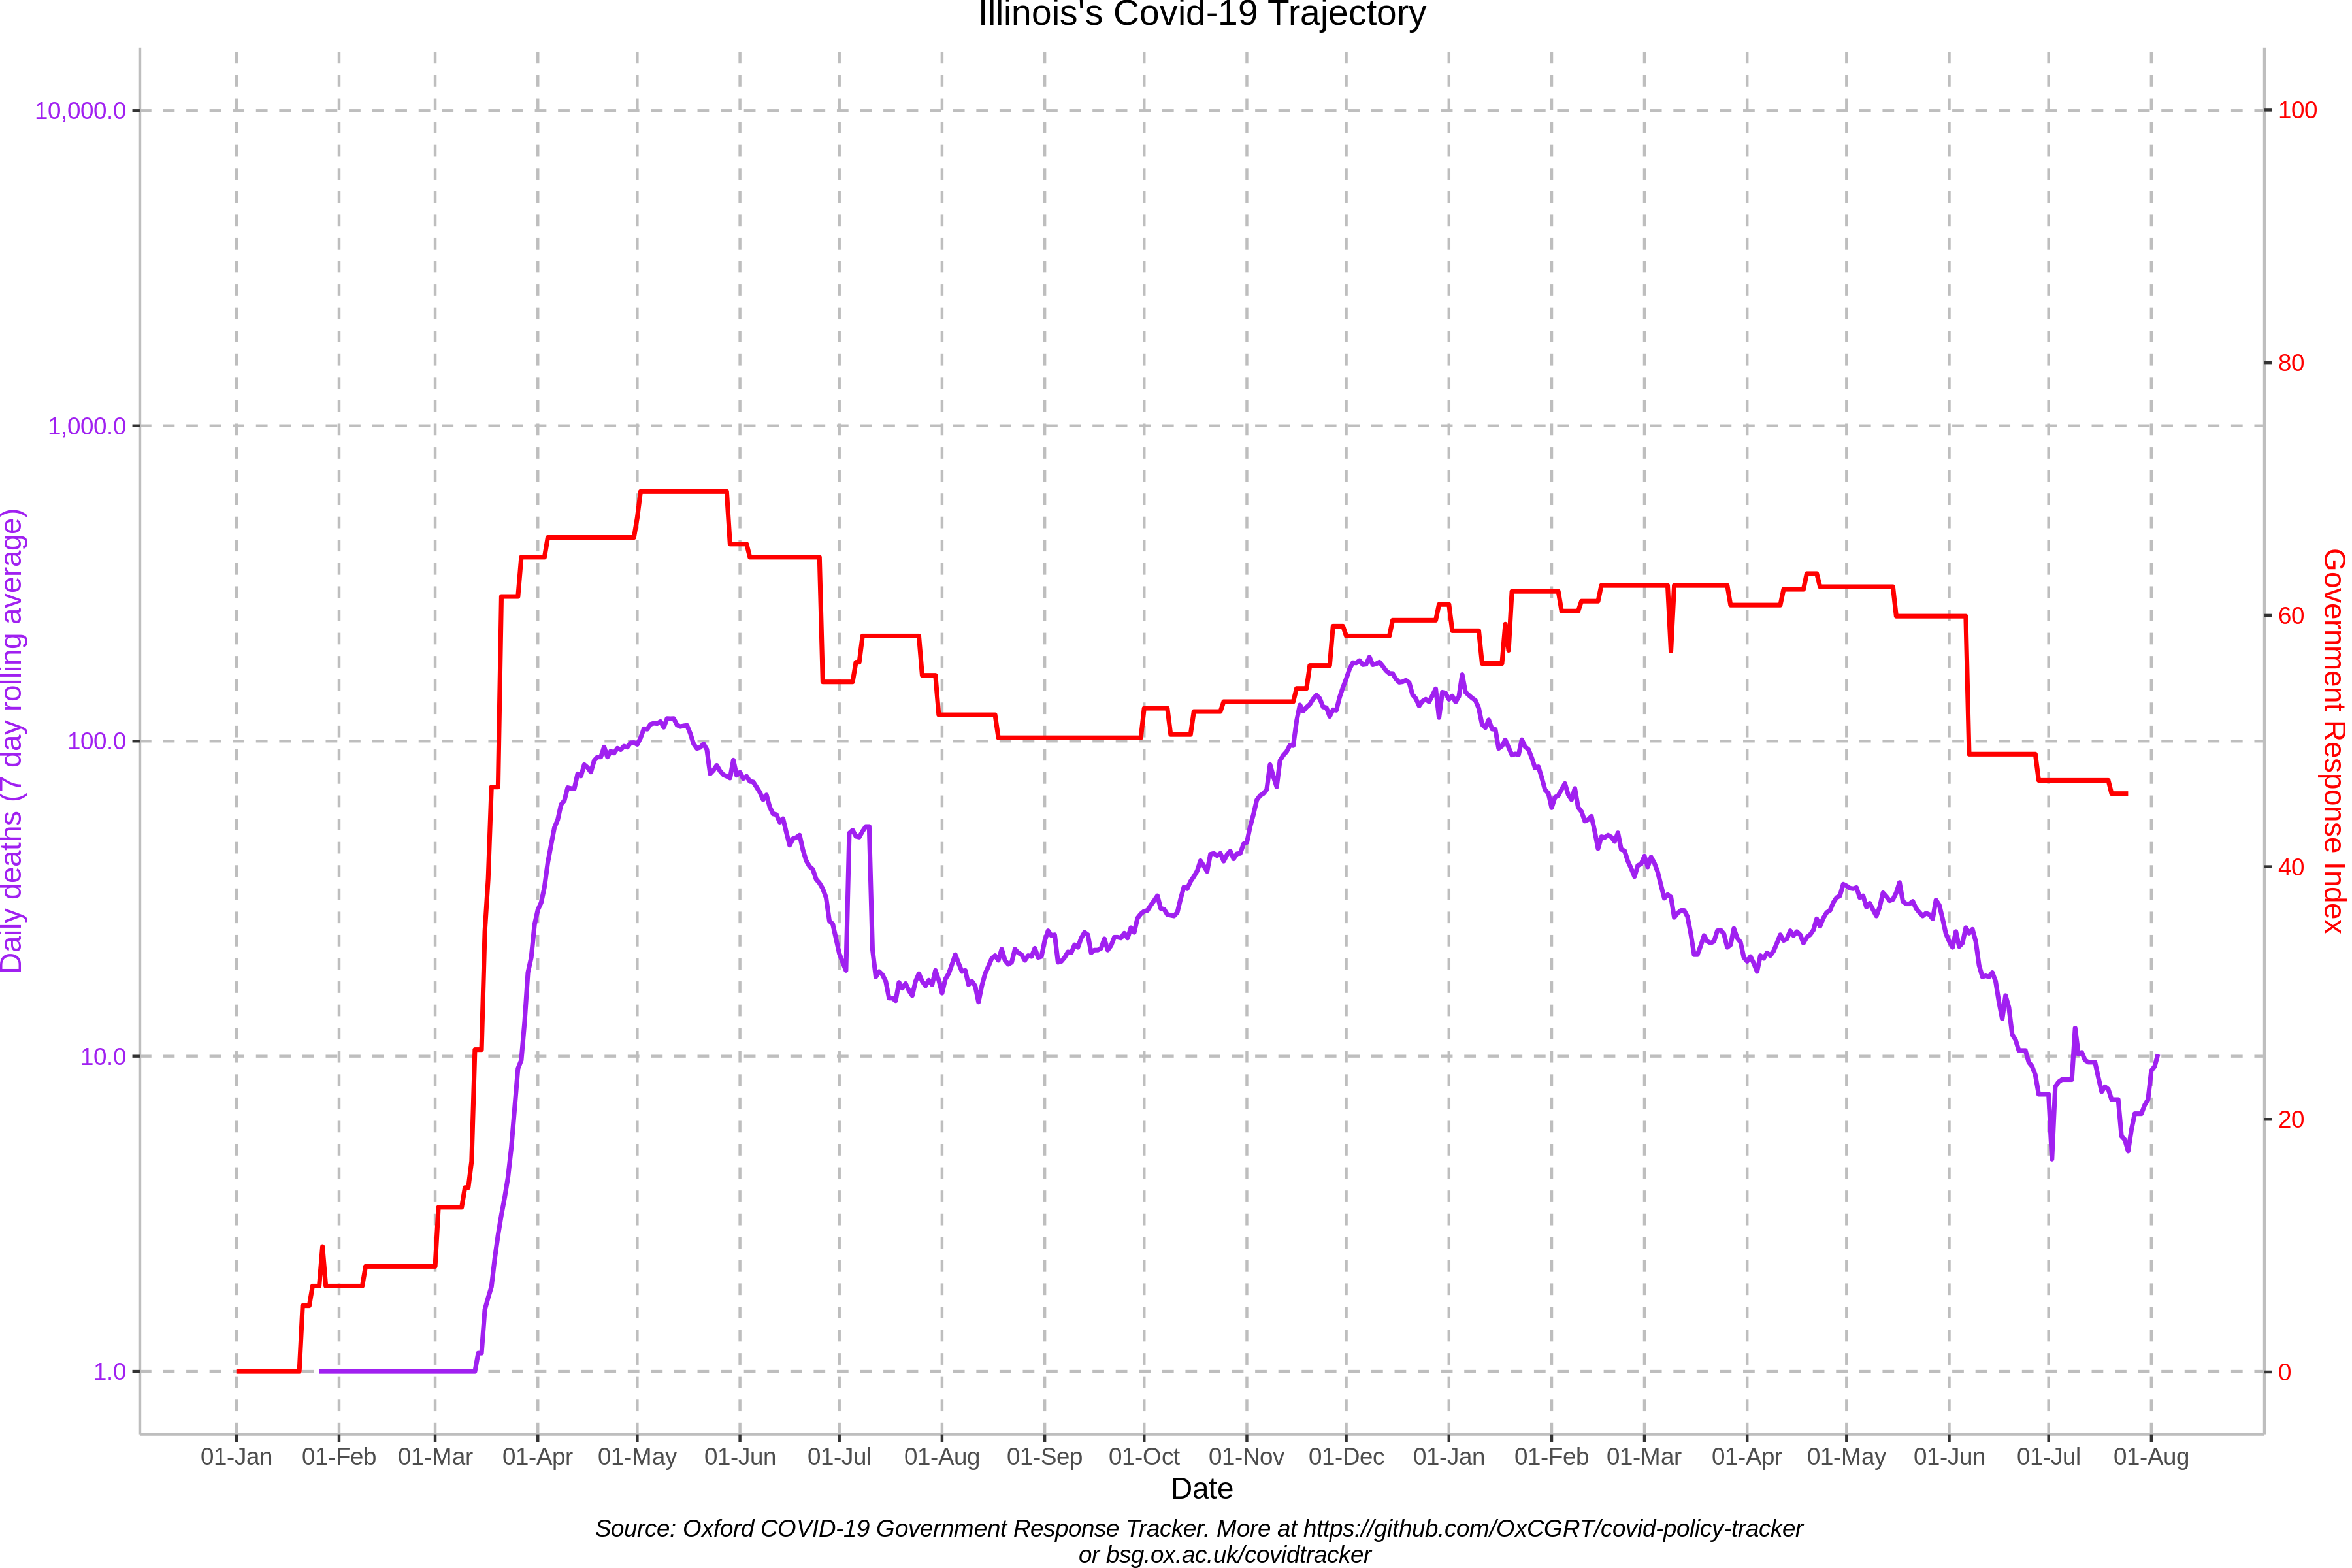 Illinois's Covid-19 Trajectory
10,000.0
1,000.0
100.0
10.0
1.0
Daily deaths (7 day rolling average)
100
80
60
40
20
0
Government Response Index
01-Jan 01-Feb 01-Mar 01-Apr 01-May 01-Jun 01-Jul 01-Aug 01-Sep 01-Oct 01-Nov 01-Dec 01-Jan 01-Feb 01-Mar 01-Apr 01-May 01-Jun 01-Jul 01-Aug
Date
Source: Oxford COVID-19 Government Response Tracker. More at https://github.com/OxCGRT/covid-policy-tracker
or bsg.ox.ac.uk/covidtracker